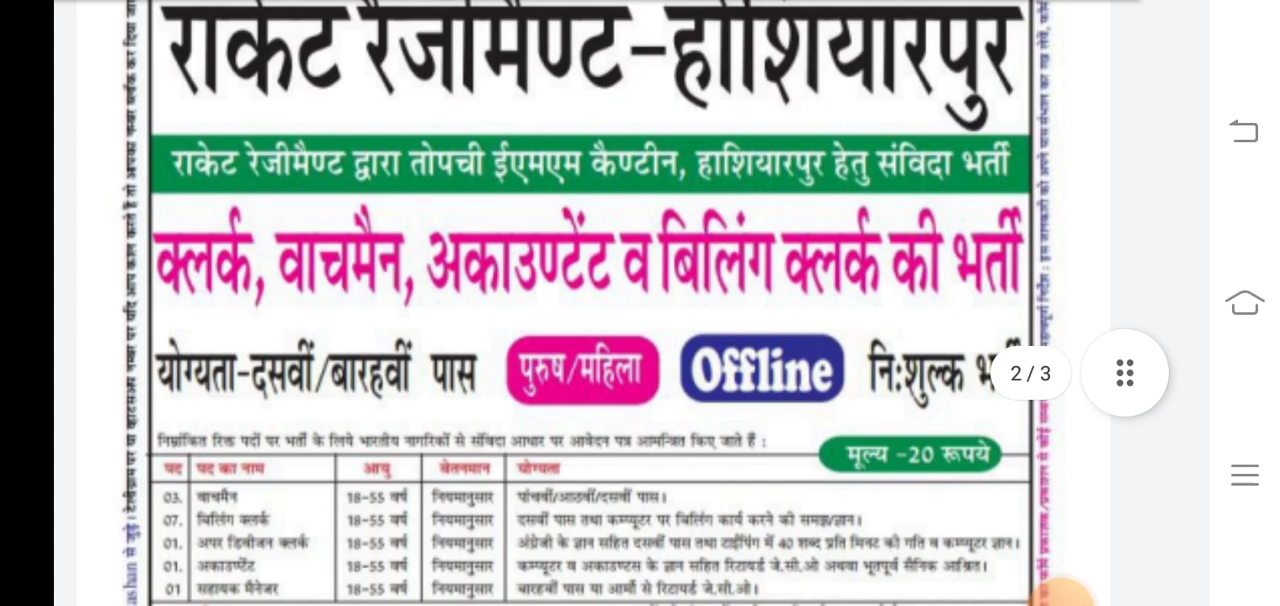 राकेट रेजीमैण्ट-होशियारपुर
राकेट रेजीमैण्ट द्वारा तोपची ईएमएम कैण्टीन, हाशियारपुर हेतु संविदा भर्ती
क्लर्क, वाचमैन, अकाउण्टेंट व बिलिंग क्लर्क की भर्ती
योग्यता-दसवीं/बारहवीं पास पुरुष/महिला Offline नि:शुल्क
2/3
निम्नांकित रिक्त पदों पर भर्ती के लिये भारतीय नागरिकों से संविदा आधार पर आवेदन पत्र आमन्त्रित किए जाते हैं :
मूल्य -20 रूपये
पद पद का नाम आयु वेतनमान योग्यता
03. वाचमैन 18-55 वर्ष नियमानुसार पांचवीं/आठवीं/दसवीं पास।
07. बिलिंग क्लर्क 18-55 वर्ष नियमानुसार दसवीं पास तथा कम्प्यूटर पर बिलिंग कार्य करने की समझ/ज्ञान।
01. अपर डिवीजन क्लर्क 18-55 वर्ष नियमानुसार अंग्रेजी के ज्ञान सहित दसवीं पास तथा टाईपिंग में 40 शब्द प्रति मिनट की गति व कम्प्यूटर ज्ञान।
01. अकाउण्टेंट 18-55 वर्ष नियमानुसार कम्प्यूटर व अकाउण्टस के ज्ञान सहित रिटायर्ड जे.सी.ओ अथवा भूतपूर्व सैनिक आश्रित।
01 सहायक मैनेजर 18-55 वर्ष नियमानुसार बारहवीं पास या आर्मी से रिटायर्ड जे.सी.ओ।